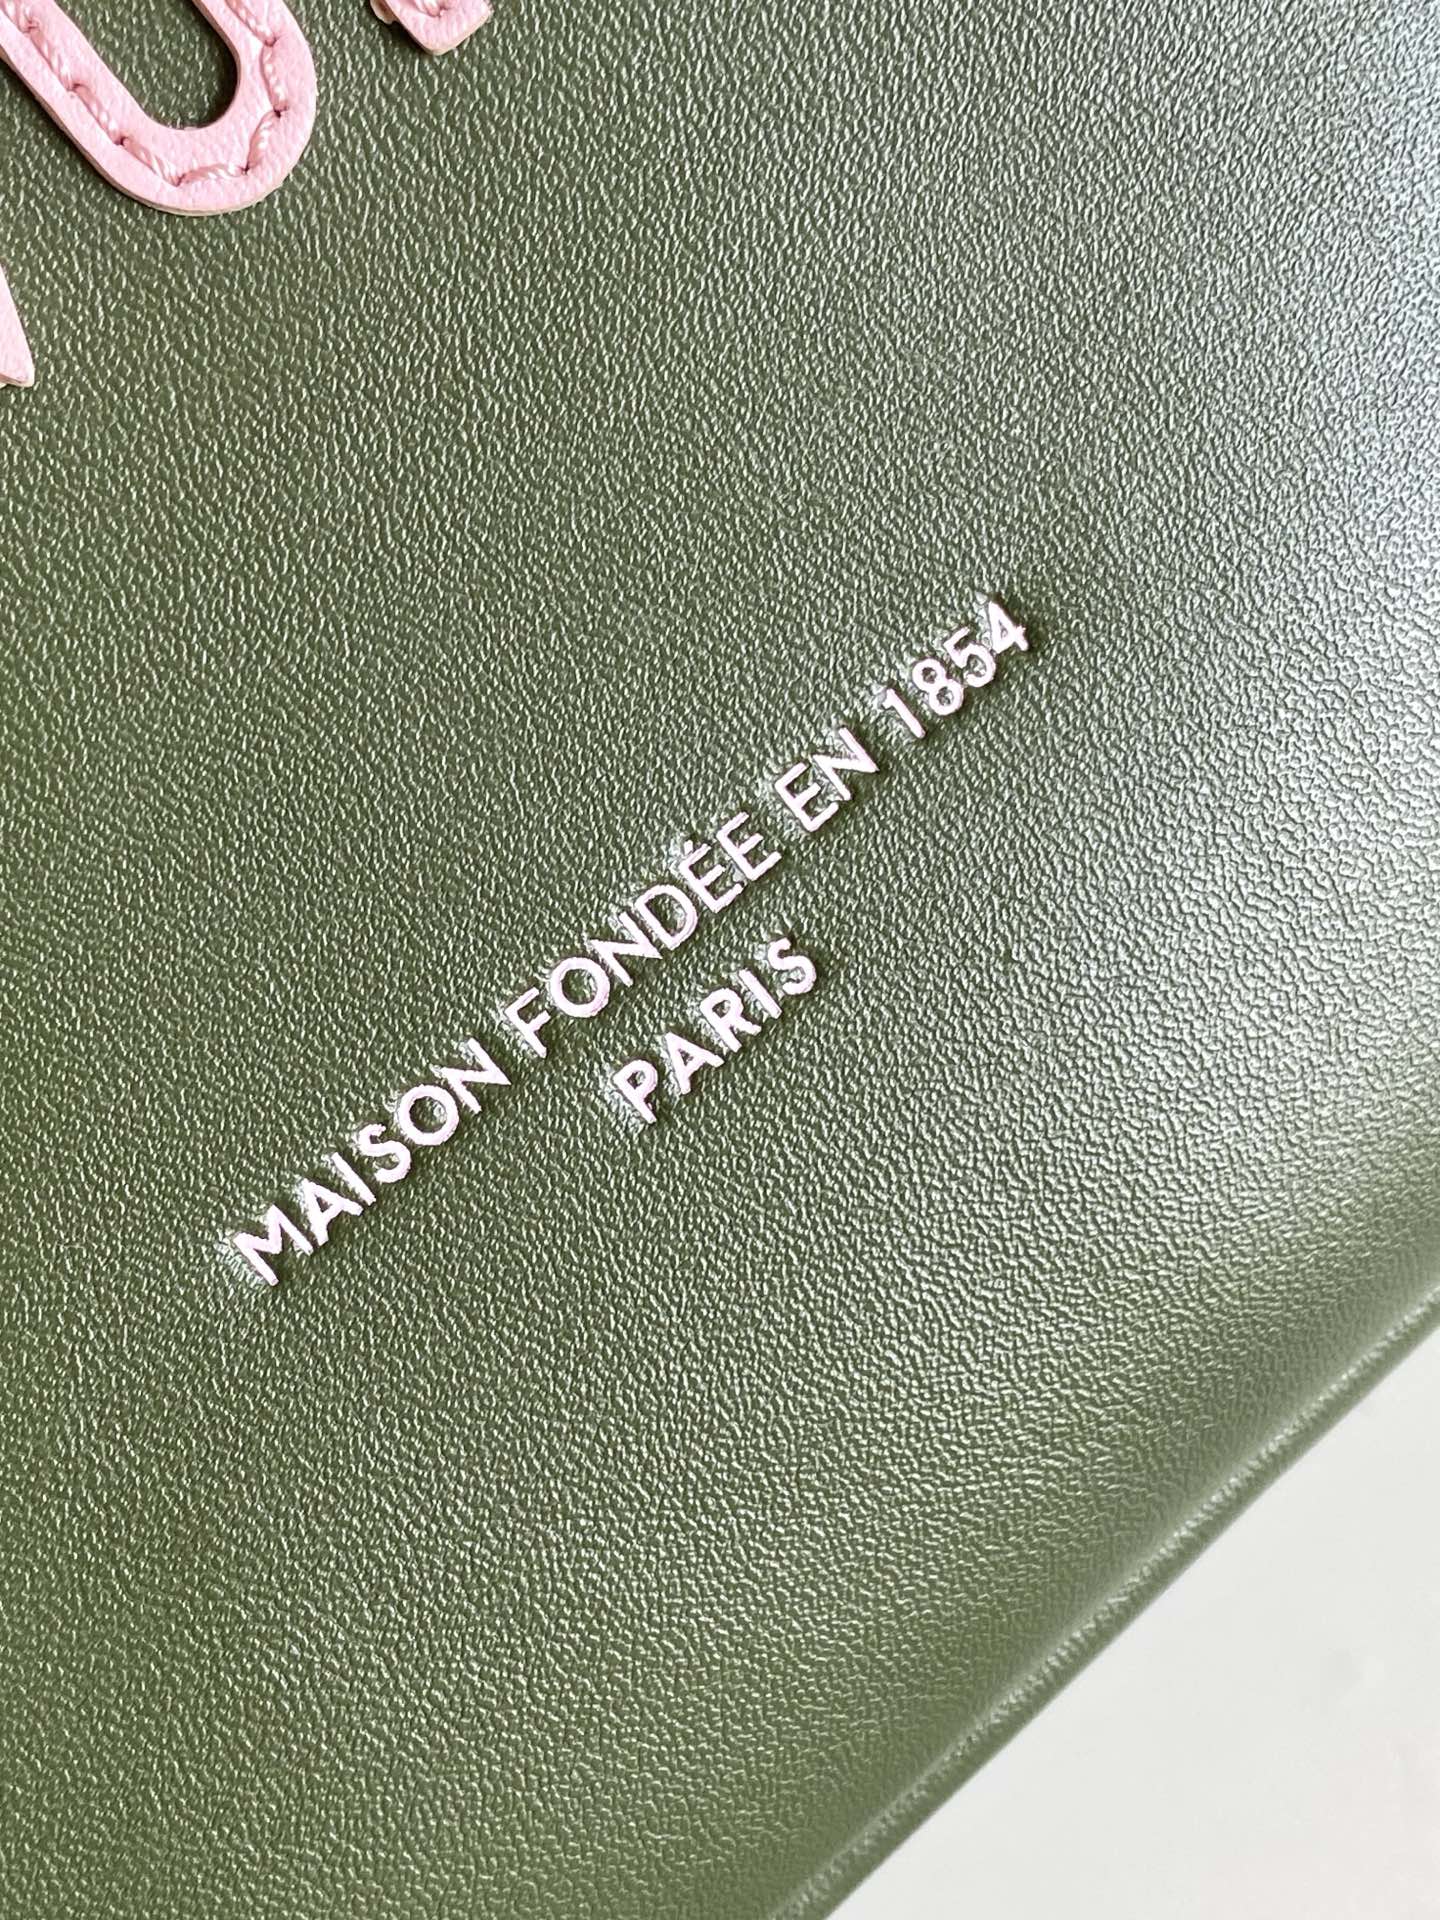 MAISON FONDÉE EN 1854
PARIS